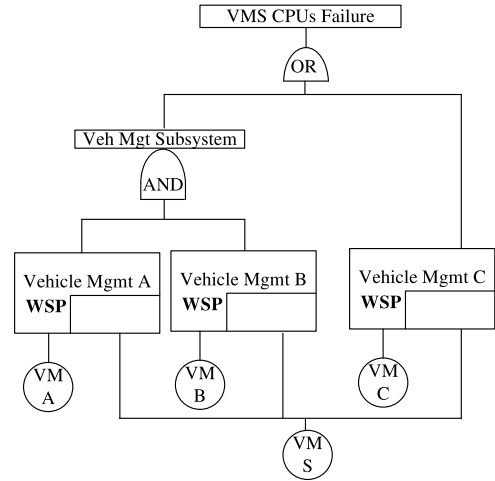 VMS CPUs Failure
OR
Veh Mgt Subsystem
AND
Vehicle Mgmt A
WSP
Vehicle Mgmt B
WSP
Vehicle Mgmt C
WSP
VM
A
VM
B
VM
C
VM
S